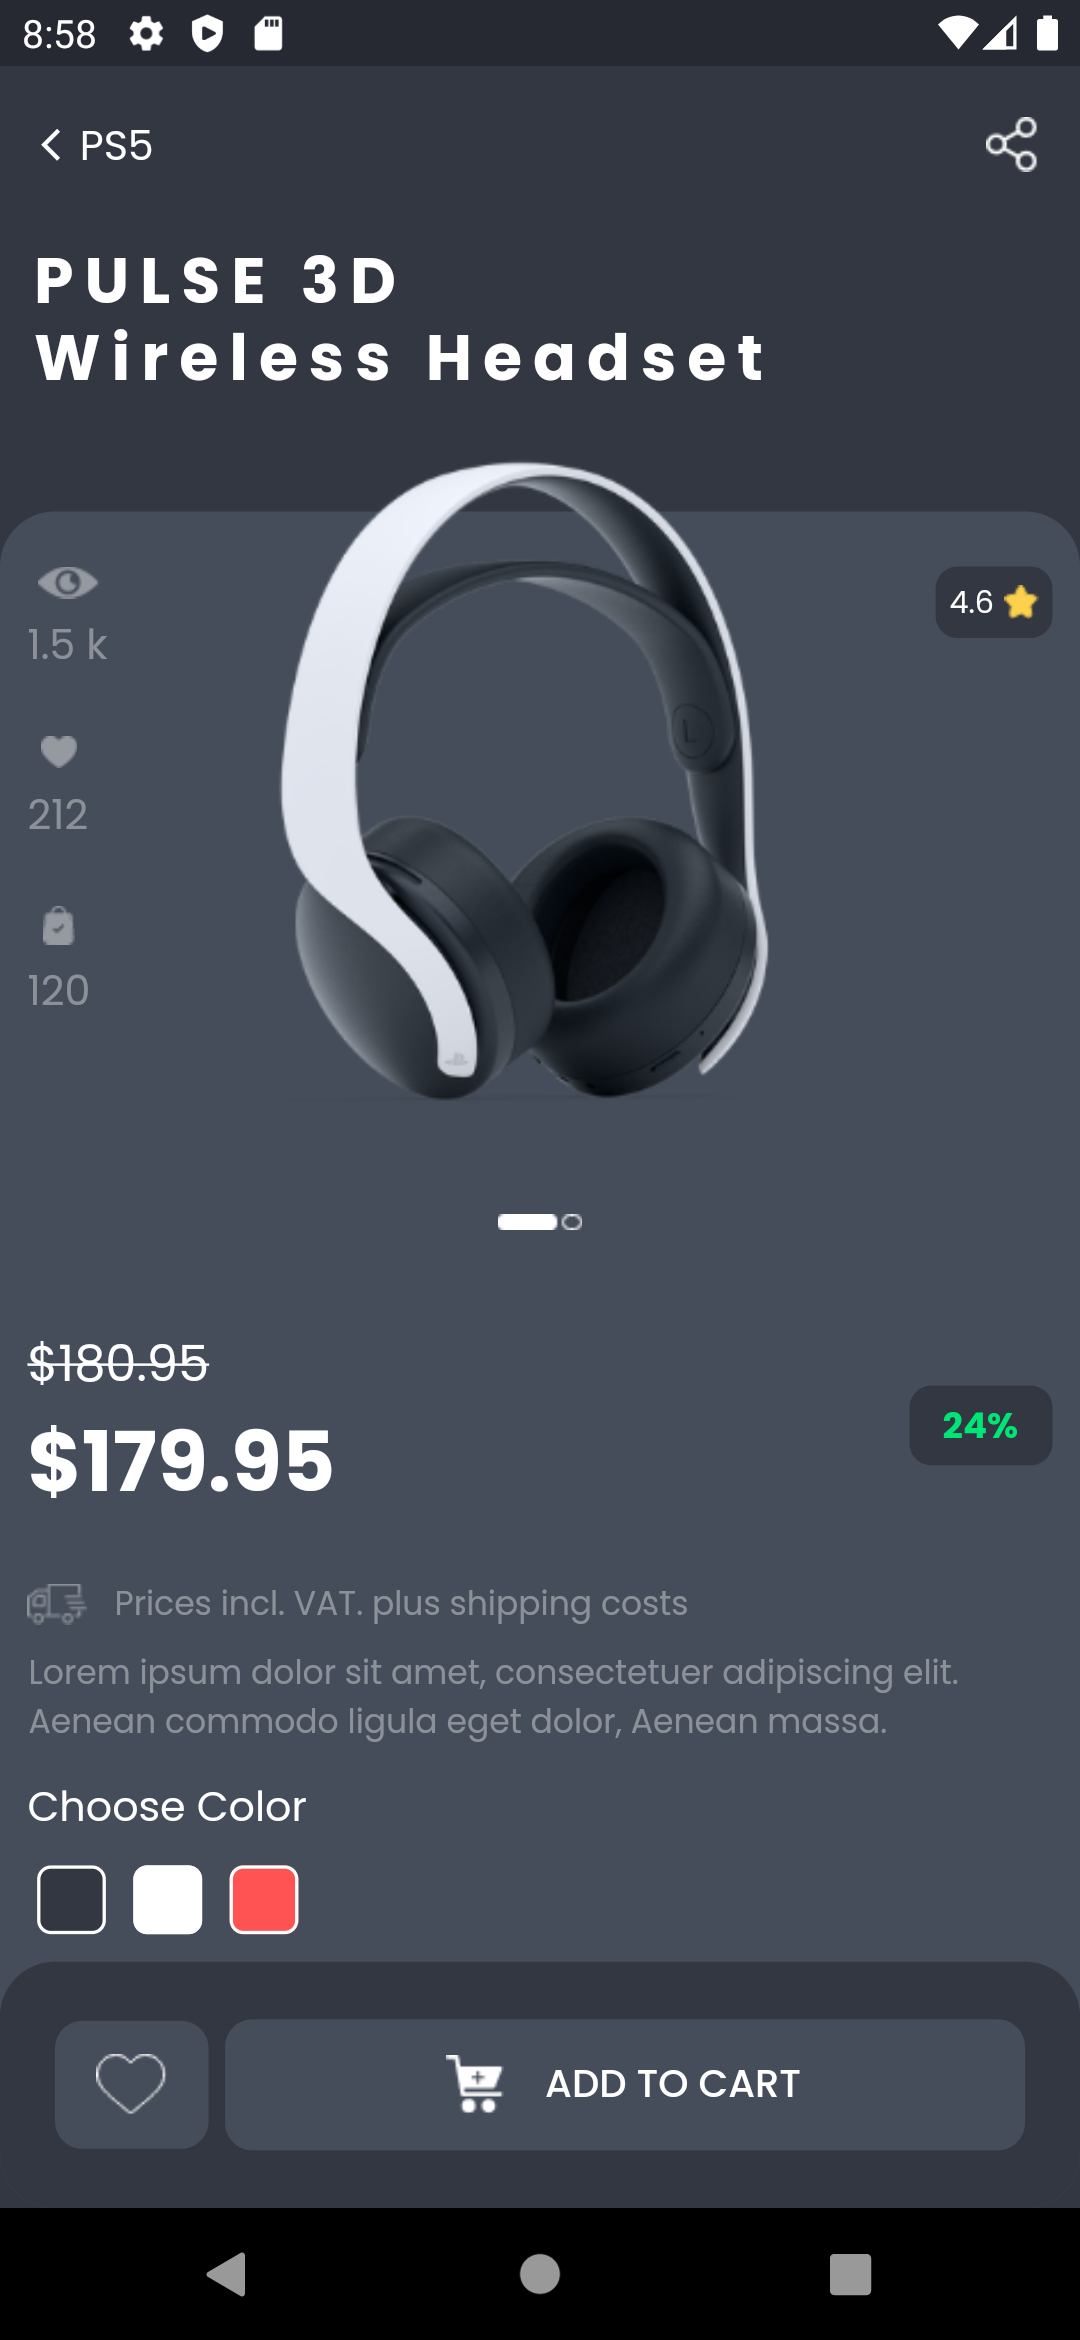 8:58
PS5
PULSE 3D
Wireless Headset
1.5 k
4.6
212
120
L
$180.95
$179.95
24%
Prices incl. VAT. plus shipping costs
Lorem ipsum dolor sit amet, consectetuer adipiscing elit.
Aenean commodo ligula eget dolor, Aenean massa.
Choose Color
ADD TO CART